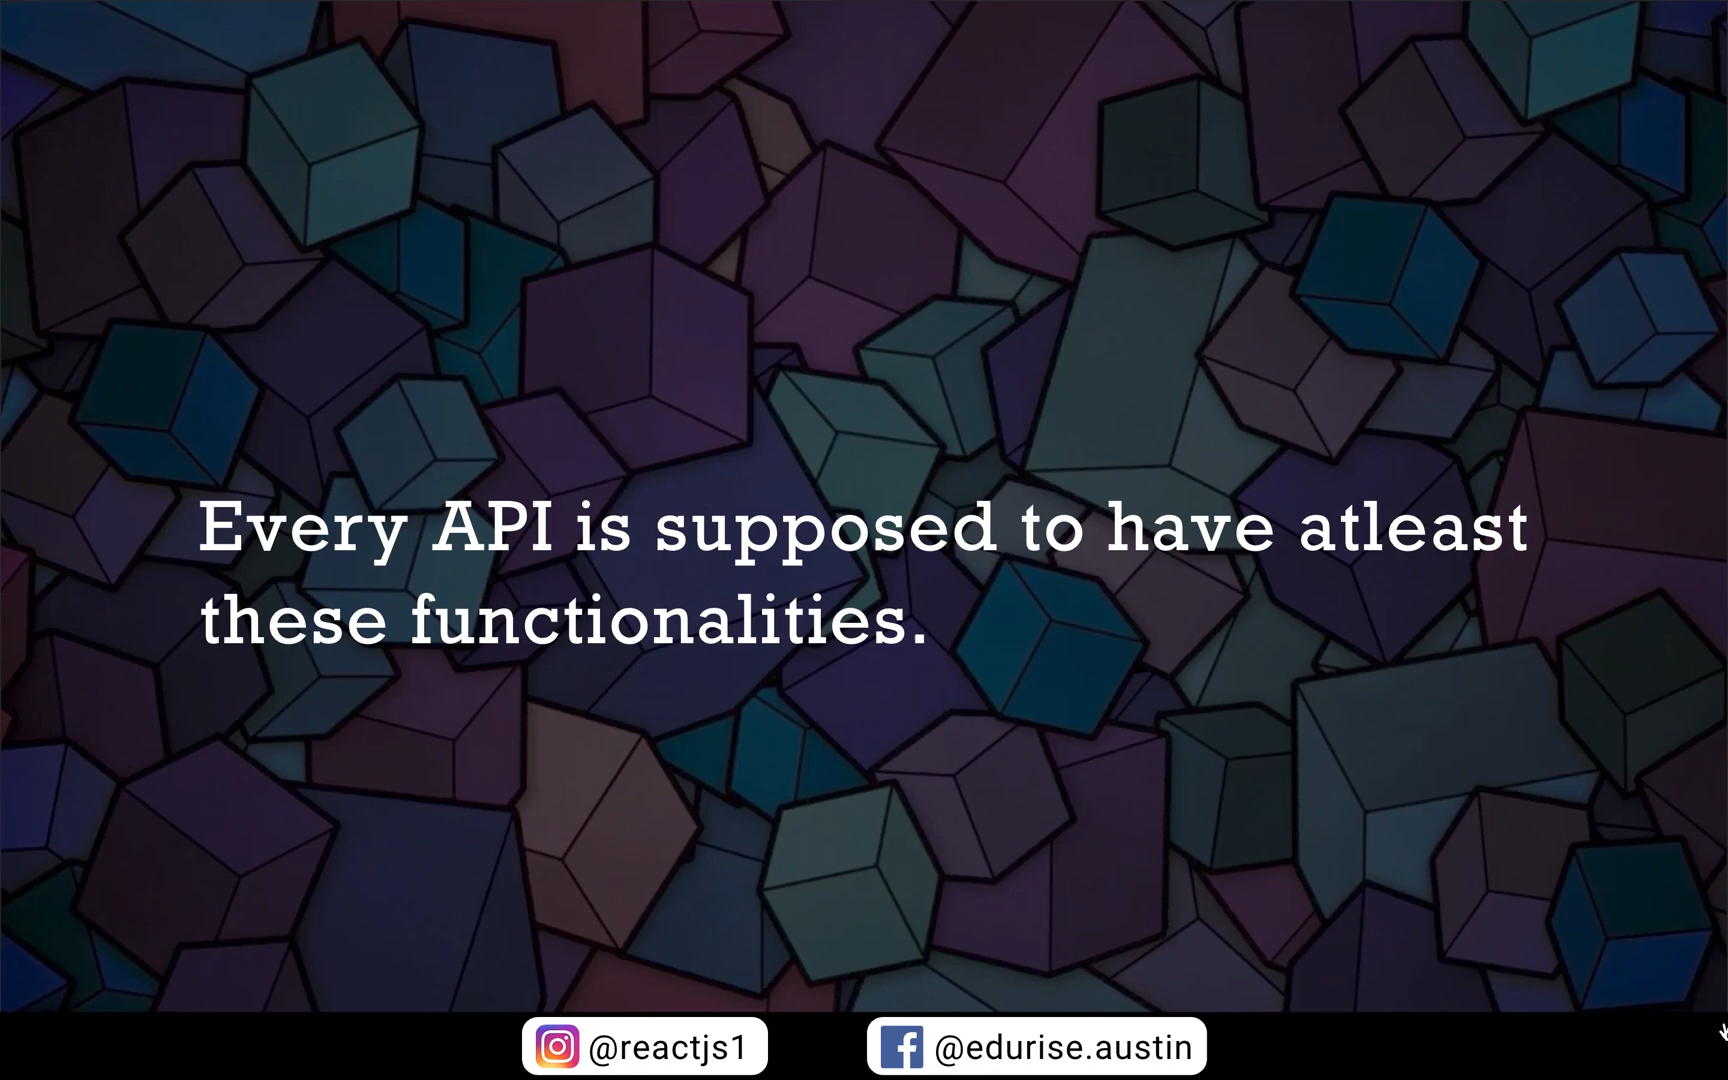 Every API is supposed to have atleast
these functionalities.
@reactjs1
@edurise.austin